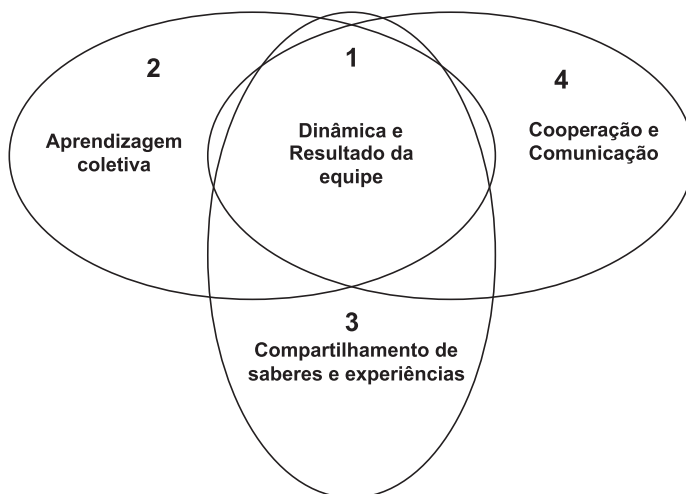 2
Aprendizagem
coletiva
1
Dinâmica e
Resultado da
equipe
4
Cooperação e
Comunicação
3
Compartilhamento de
saberes e experiências